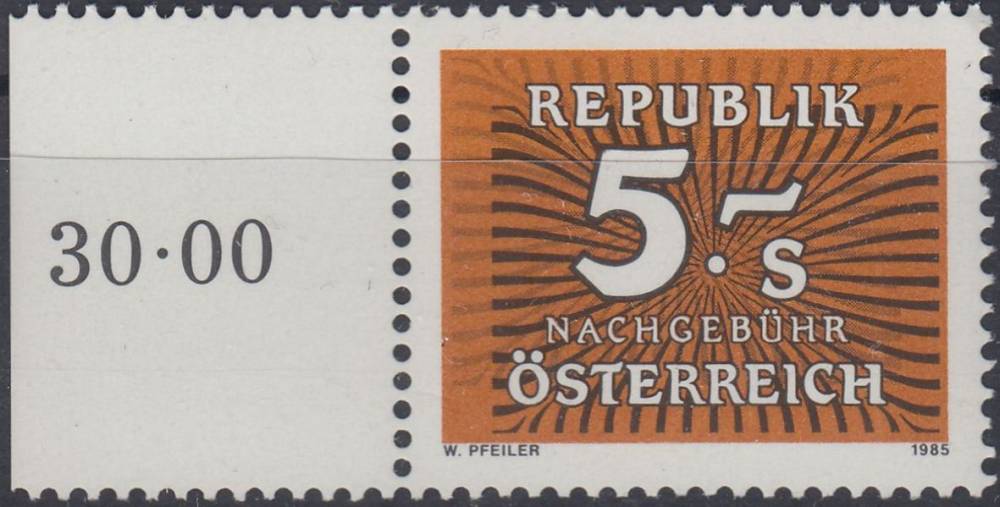 30·00
REPUBLIK
5.- S
NACHGEBÜHR
ÖSTERREICH
W. PFEILER 1985